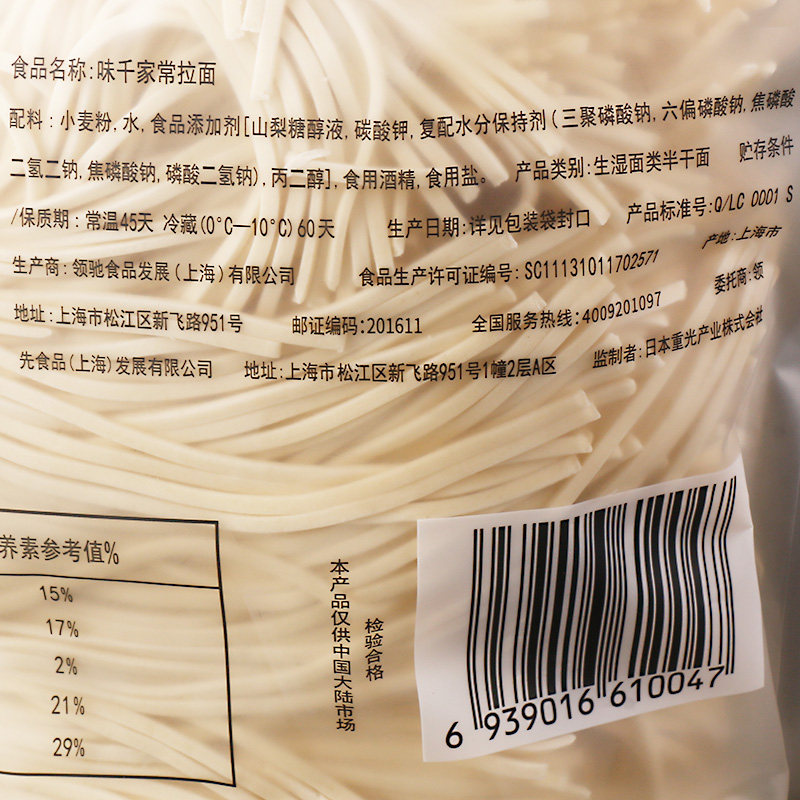 食品名称:味千家常拉面
配料:小麦粉,水,食品添加剂[山梨糖醇液,碳酸钾,复配水分保持剂(三聚磷酸钠,六偏磷酸钠,焦磷酸
二氢二钠,焦磷酸钠,磷酸二氢钠),丙二醇],食用酒精,食用盐。 产品类别:生湿面类半干面 贮存条件
/保质期:常温45天 冷藏(0°C—10°C)60天 生产日期:详见包装袋封口 产品标准号:Q/LC 0001 S
生产商:领驰食品发展(上海)有限公司 食品生产许可证编号:SC11131011702571 产地:上海市
地址:上海市松江区新飞路951号 邮证编码:201611 全国服务热线:4009201097 委托商:领
先食品(上海)发展有限公司 地址:上海市松江区新飞路951号1幢2层A区 监制者:日本重光产业株式会社
养素参考值%
15%
17%
2%
21%
29%
本产品仅供中国大陆市场
检验合格
6 939016 610047